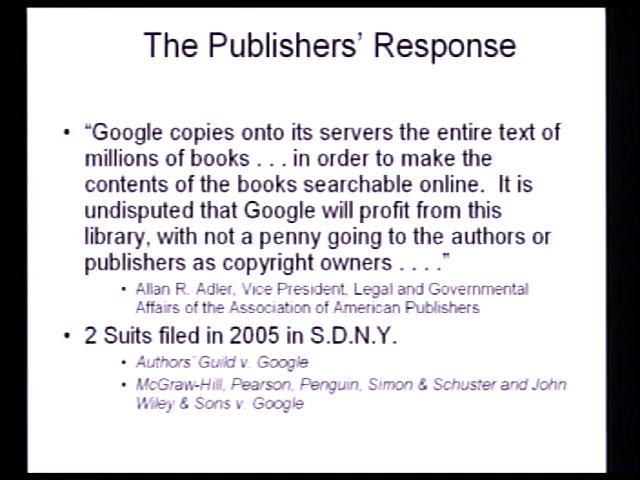 The Publishers' Response
• “Google copies onto its servers the entire text of
millions of books . . . in order to make the
contents of the books searchable online.  It is
undisputed that Google will profit from this
library, with not a penny going to the authors or
publishers as copyright owners . . . .”
• Allan R. Adler, Vice President, Legal and Governmental
Affairs of the Association of American Publishers
• 2 Suits filed in 2005 in S.D.N.Y.
• Authors' Guild v. Google
• McGraw-Hill, Pearson, Penguin, Simon & Schuster and John
Wiley & Sons v. Google